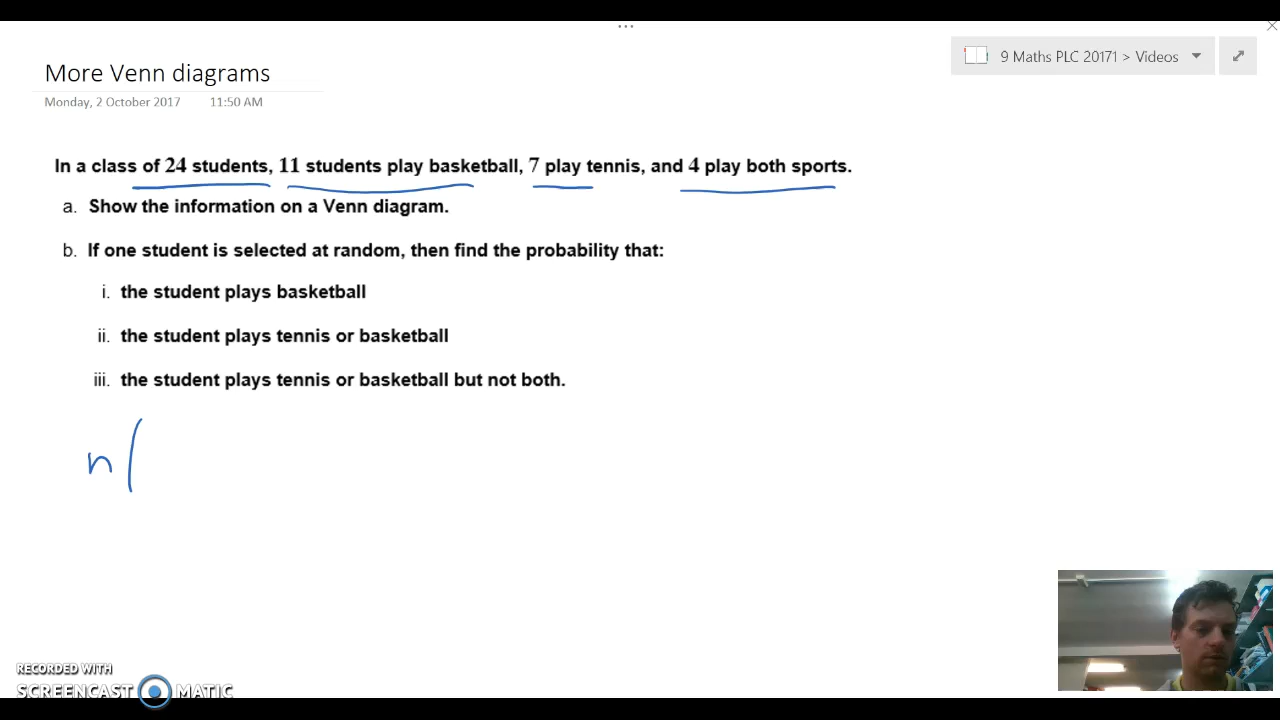 ...
9 Maths PLC 20171 > Videos
More Venn diagrams
Monday, 2 October 2017 11:50 AM
In a class of 24 students, 11 students play basketball, 7 play tennis, and 4 play both sports.
a. Show the information on a Venn diagram.
b. If one student is selected at random, then find the probability that:
i. the student plays basketball
ii. the student plays tennis or basketball
iii. the student plays tennis or basketball but not both.
n(
RECORDED WITH
SCREENCAST MATIC